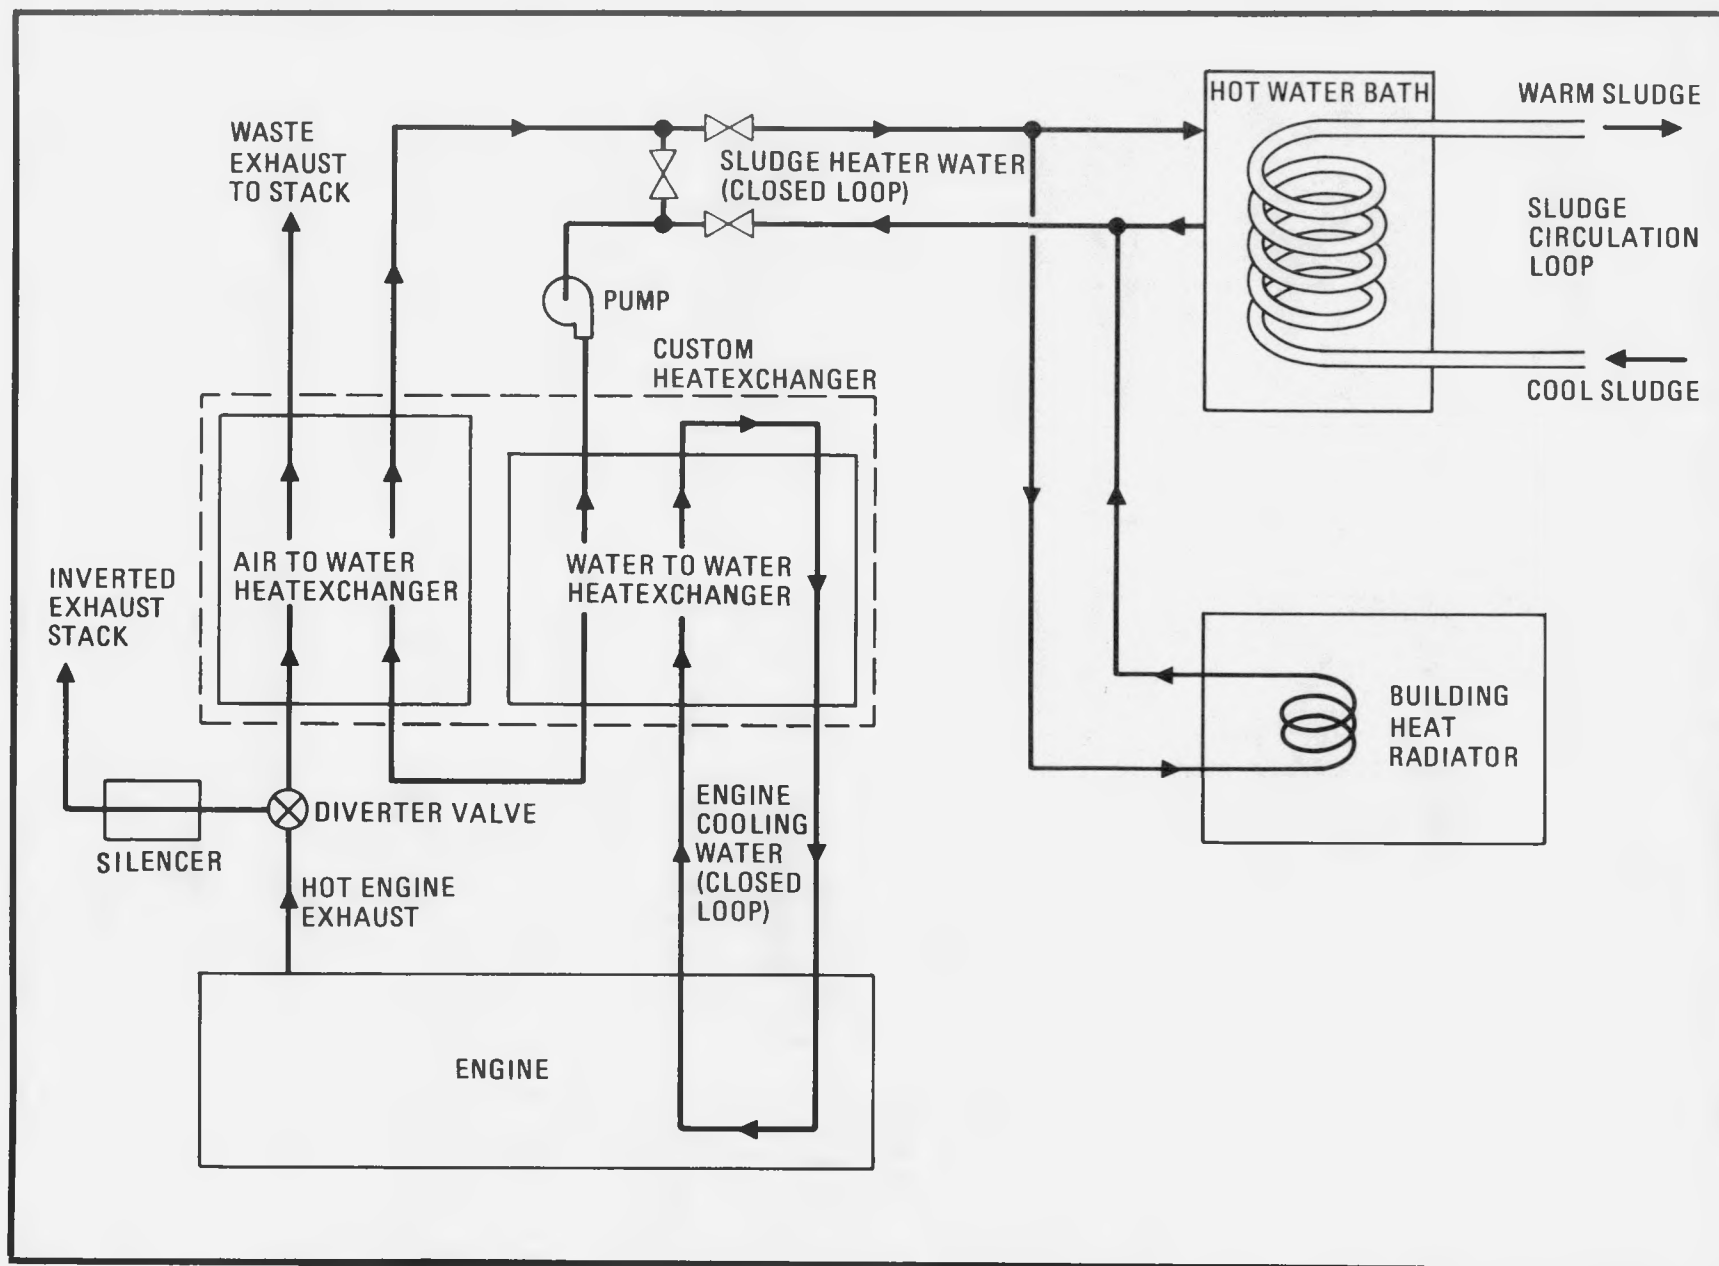 WASTE
EXHAUST
TO STACK
SLUDGE HEATER WATER
(CLOSED LOOP)
HOT WATER BATH
WARM SLUDGE
SLUDGE
CIRCULATION
LOOP
COOL SLUDGE
PUMP
CUSTOM
HEATEXCHANGER
AIR TO WATER
HEATEXCHANGER
WATER TO WATER
HEATEXCHANGER
INVERTED
EXHAUST
STACK
BUILDING
HEAT
RADIATOR
DIVERTER VALVE
SILENCER
ENGINE
COOLING
WATER
(CLOSED
LOOP)
HOT ENGINE
EXHAUST
ENGINE